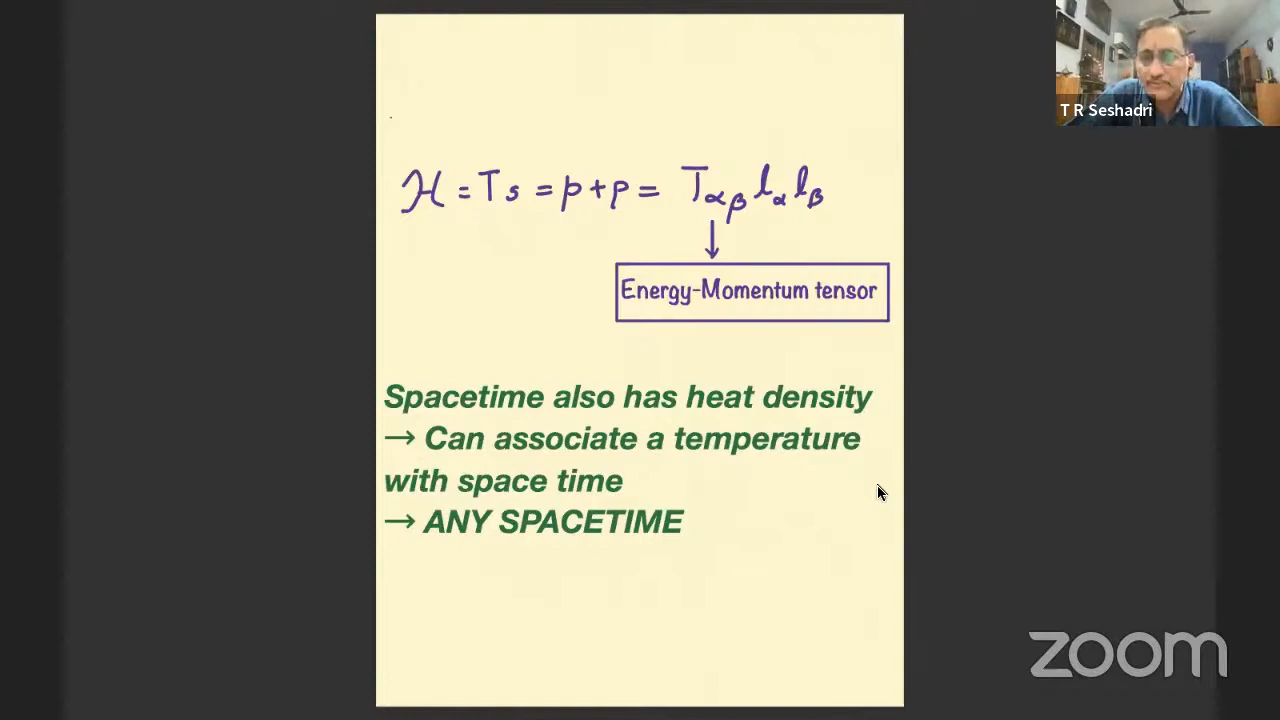 T R Seshadri
ℋ = Ts = p + ρ = Tαβ lα lβ
↓
Energy-Momentum tensor
Spacetime also has heat density
→ Can associate a temperature
with space time
→ ANY SPACETIME
zoom